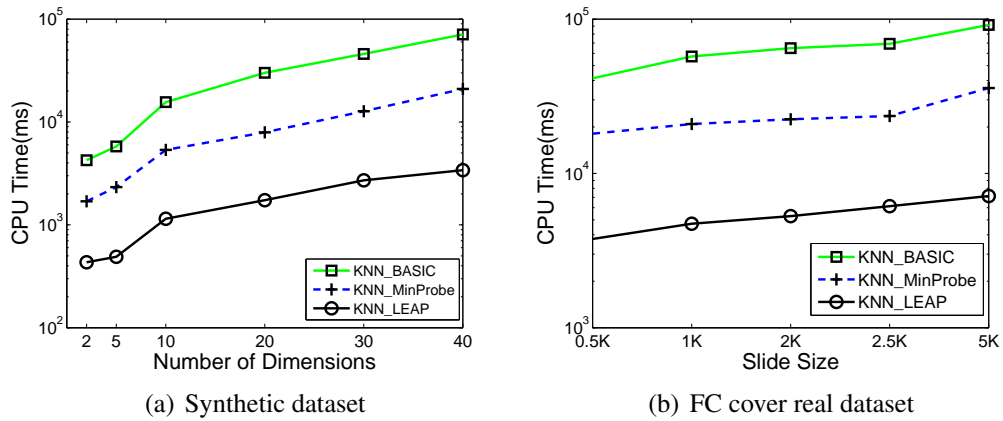 10^5
10^4
10^3
10^2
CPU Time(ms)
KNN_BASIC
KNN_MinProbe
KNN_LEAP
2 5 10 20 30 40
Number of Dimensions
(a) Synthetic dataset
10^5
10^4
10^3
CPU Time(ms)
KNN_BASIC
KNN_MinProbe
KNN_LEAP
0.5K 1K 2K 2.5K 5K
Slide Size
(b) FC cover real dataset